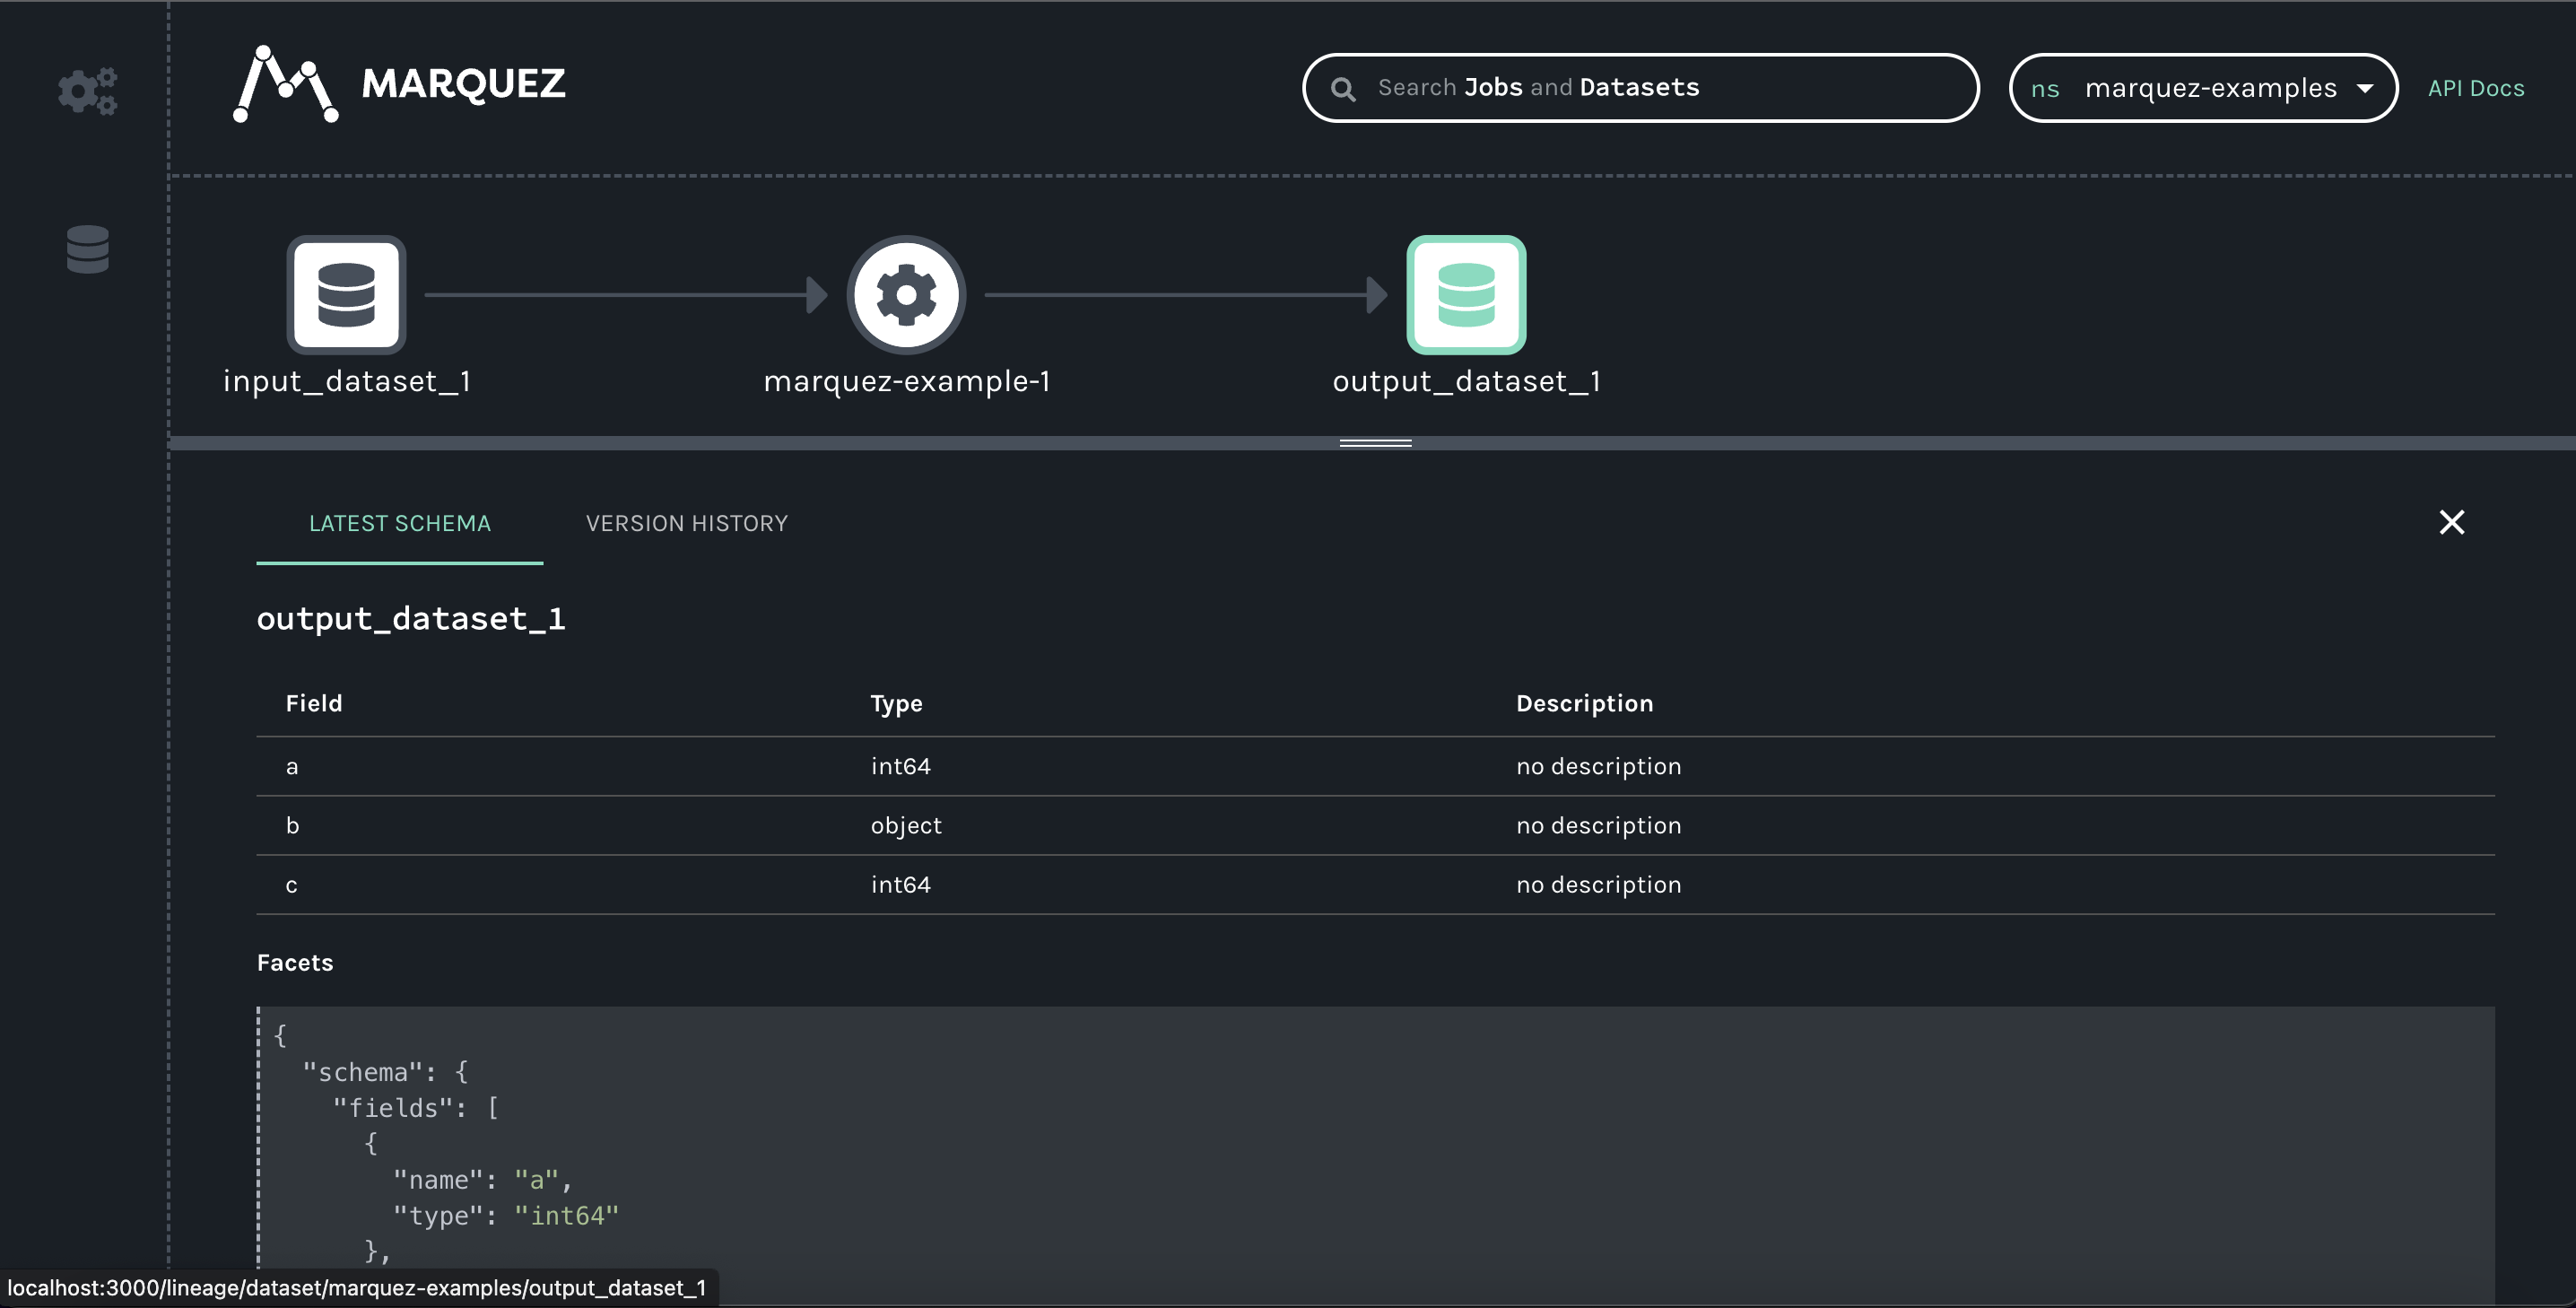 MARQUEZ
Search Jobs and Datasets
ns marquez-examples
API Docs
input_dataset_1
marquez-example-1
output_dataset_1
LATEST SCHEMA
VERSION HISTORY
output_dataset_1
Field Type Description
a int64 no description
b object no description
c int64 no description
Facets
{
"schema": {
"fields": [
{
"name": "a",
"type": "int64"
},
localhost:3000/lineage/dataset/marquez-examples/output_dataset_1